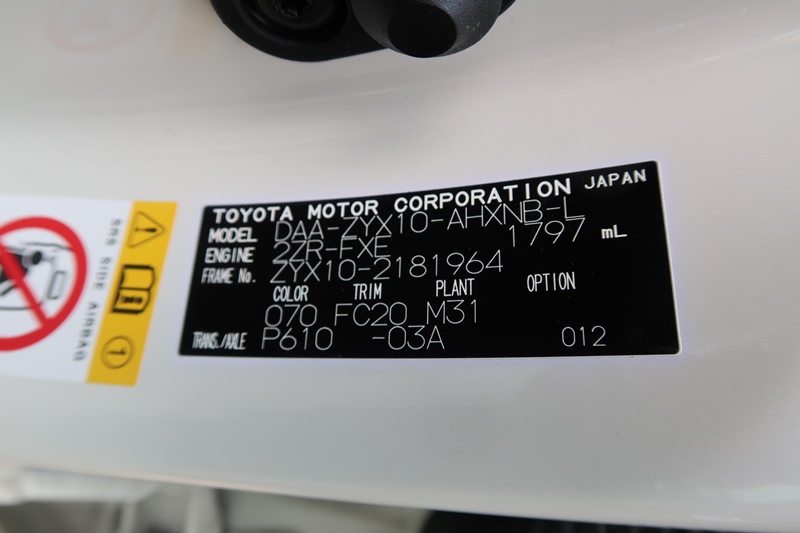 TOYOTA MOTOR CORPORATION JAPAN
MODEL DAA-ZYX10-AHXNB-L
ENGINE 2ZR-FXE 1797 mL
FRAME No. ZYX10-2181964
COLOR TRIM PLANT OPTION
070 FC20 M31
TRANS./AXLE P610 -03A 012
SRS SIDE AIRBAG